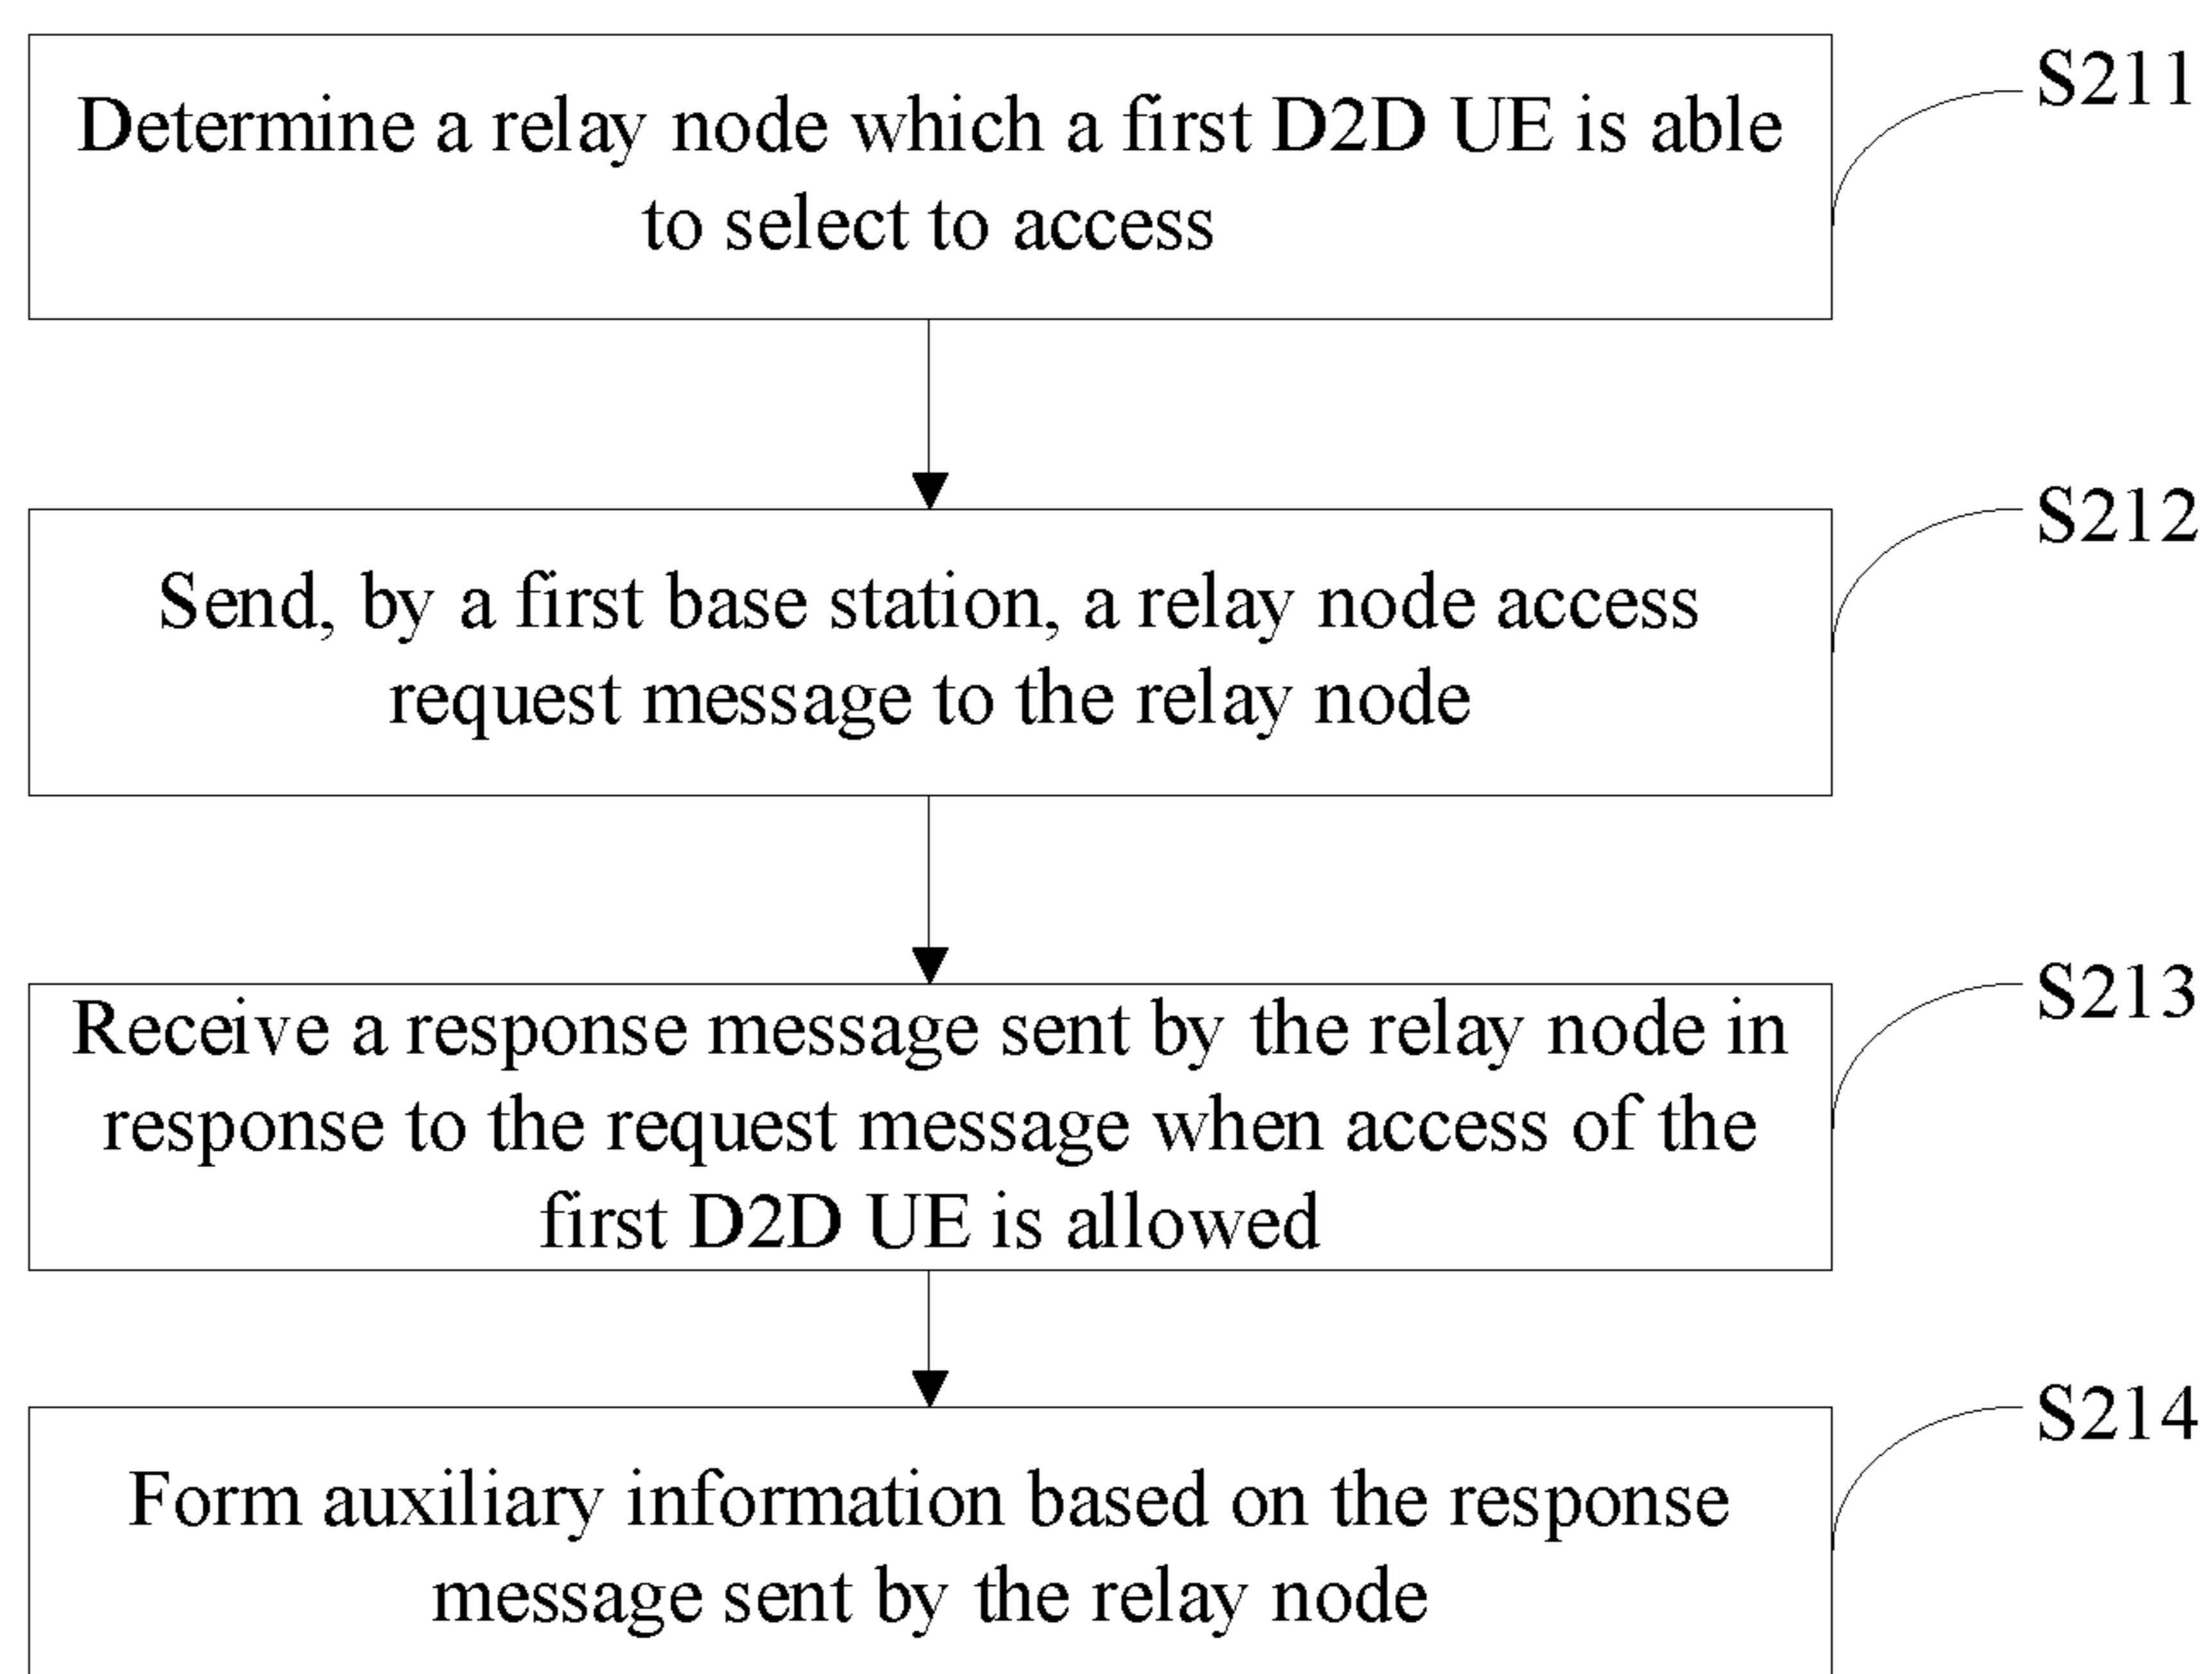 Determine a relay node which a first D2D UE is able
to select to access
S211
Send, by a first base station, a relay node access
request message to the relay node
S212
Receive a response message sent by the relay node in
response to the request message when access of the
first D2D UE is allowed
S213
Form auxiliary information based on the response
message sent by the relay node
S214